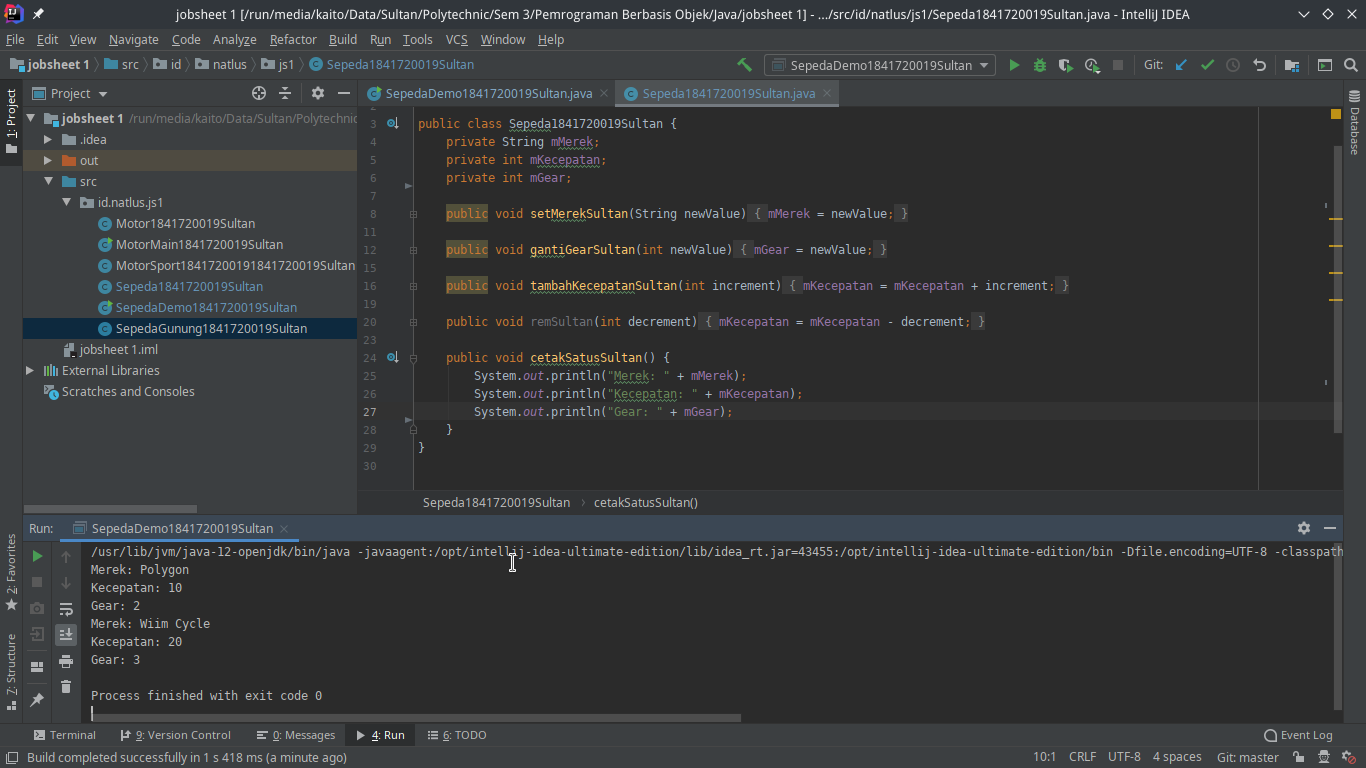 jobsheet 1 [/run/media/kaito/Data/Sultan/Polytechnic/Sem 3/Pemrograman Berbasis Objek/Java/jobsheet 1] - .../src/id/natlus/js1/Sepeda1841720019Sultan.java - IntelliJ IDEA
File Edit View Navigate Code Analyze Refactor Build Run Tools VCS Window Help
jobsheet 1 src id natlus js1 Sepeda1841720019Sultan SepedaDemo1841720019Sultan Git:
1: Project
Project
SepedaDemo1841720019Sultan.java Sepeda1841720019Sultan.java
Database
jobsheet 1 /run/media/kaito/Data/Sultan/Polytechnic
.idea
out
src
id.natlus.js1
Motor1841720019Sultan
MotorMain1841720019Sultan
MotorSport18417200191841720019Sultan
Sepeda1841720019Sultan
SepedaDemo1841720019Sultan
SepedaGunung1841720019Sultan
jobsheet 1.iml
External Libraries
Scratches and Consoles
3 public class Sepeda1841720019Sultan {
4 private String mMerek;
5 private int mKecepatan;
6 private int mGear;
7
8 public void setMerekSultan(String newValue) { mMerek = newValue; }
11
12 public void gantiGearSultan(int newValue) { mGear = newValue; }
15
16 public void tambahKecepatanSultan(int increment) { mKecepatan = mKecepatan + increment; }
19
20 public void remSultan(int decrement) { mKecepatan = mKecepatan - decrement; }
23
24 public void cetakSatusSultan() {
25 System.out.println("Merek: " + mMerek);
26 System.out.println("Kecepatan: " + mKecepatan);
27 System.out.println("Gear: " + mGear);
28 }
29 }
30
Sepeda1841720019Sultan › cetakSatusSultan()
Run: SepedaDemo1841720019Sultan
2: Favorites
7: Structure
/usr/lib/jvm/java-12-openjdk/bin/java -javaagent:/opt/intellij-idea-ultimate-edition/lib/idea_rt.jar=43455:/opt/intellij-idea-ultimate-edition/bin -Dfile.encoding=UTF-8 -classpath
Merek: Polygon
Kecepatan: 10
Gear: 2
Merek: Wiim Cycle
Kecepatan: 20
Gear: 3
Process finished with exit code 0
Terminal 9: Version Control 0: Messages 4: Run 6: TODO Event Log
Build completed successfully in 1 s 418 ms (a minute ago) 10:1 CRLF UTF-8 4 spaces Git: master